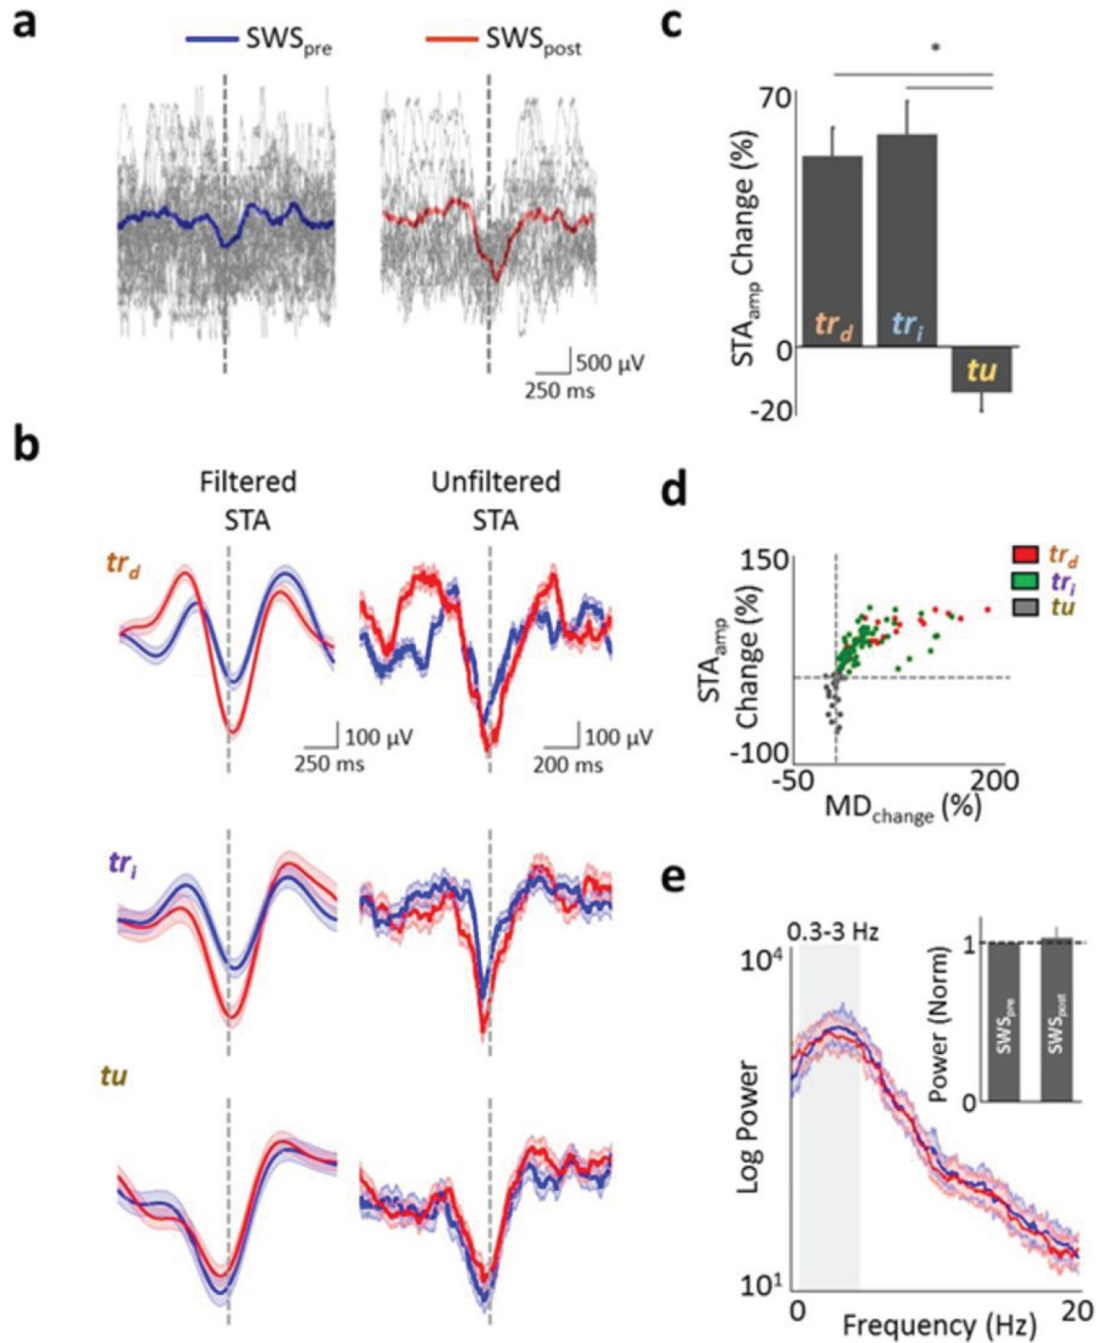 a
SWSpre
SWSpost
500 µV
250 ms
b
Filtered
STA
Unfiltered
STA
trd
100 µV
250 ms
100 µV
200 ms
tri
tu
c
*
70
0
-20
STAamp Change (%)
trd
tri
tu
d
150
-100
-50
200
STAamp
Change (%)
MDchange (%)
trd
tri
tu
e
0.3-3 Hz
10⁴
10¹
Log Power
0
20
Frequency (Hz)
1
0
Power (Norm)
SWSpre
SWSpost